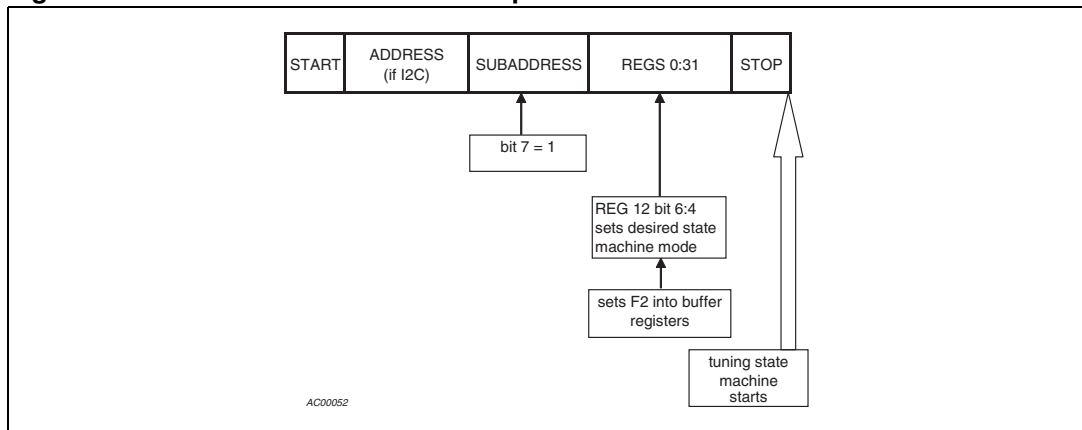 START
ADDRESS
(if I2C)
SUBADDRESS
REGS 0:31
STOP
bit 7 = 1
REG 12 bit 6:4
sets desired state
machine mode
sets F2 into buffer
registers
tuning state
machine
starts
AC00052